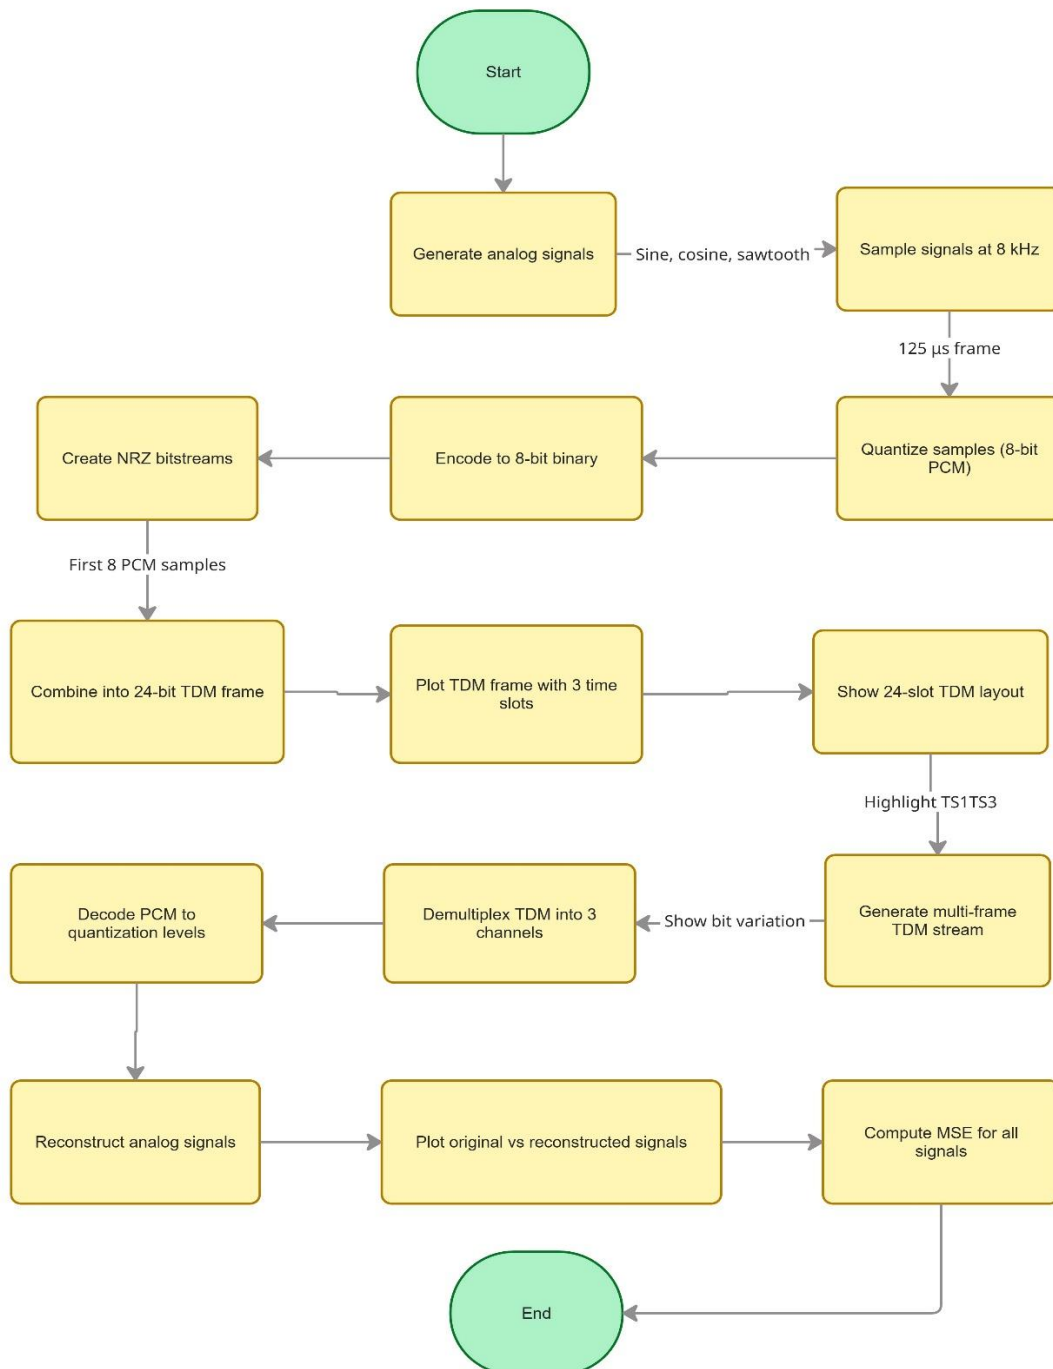 Start
Generate analog signals
Sine, cosine, sawtooth
Sample signals at 8 kHz
125 µs frame
Quantize samples (8-bit
PCM)
Encode to 8-bit binary
Create NRZ bitstreams
First 8 PCM samples
Combine into 24-bit TDM frame
Plot TDM frame with 3 time
slots
Show 24-slot TDM layout
Highlight TS1TS3
Generate multi-frame
TDM stream
Show bit variation
Demultiplex TDM into 3
channels
Decode PCM to
quantization levels
Reconstruct analog signals
Plot original vs reconstructed signals
Compute MSE for all
signals
End